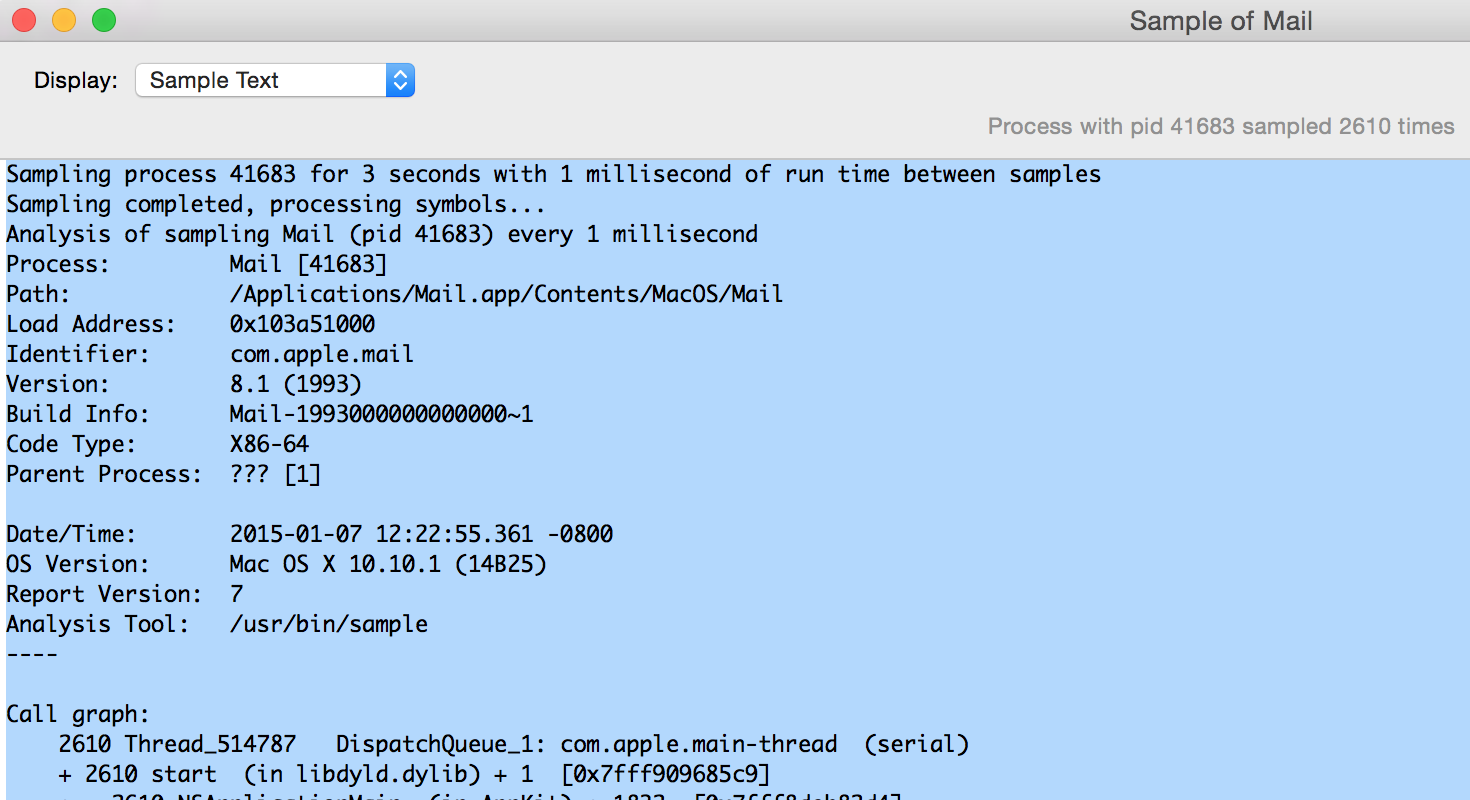 Sample of Mail
Display: Sample Text
Process with pid 41683 sampled 2610 times
Sampling process 41683 for 3 seconds with 1 millisecond of run time between samples
Sampling completed, processing symbols...
Analysis of sampling Mail (pid 41683) every 1 millisecond
Process:         Mail [41683]
Path:            /Applications/Mail.app/Contents/MacOS/Mail
Load Address:    0x103a51000
Identifier:      com.apple.mail
Version:         8.1 (1993)
Build Info:      Mail-1993000000000000~1
Code Type:       X86-64
Parent Process:  ??? [1]
Date/Time:       2015-01-07 12:22:55.361 -0800
OS Version:      Mac OS X 10.10.1 (14B25)
Report Version:  7
Analysis Tool:   /usr/bin/sample
----
Call graph:
    2610 Thread_514787   DispatchQueue_1: com.apple.main-thread  (serial)
    + 2610 start  (in libdyld.dylib) + 1  [0x7fff909685c9]